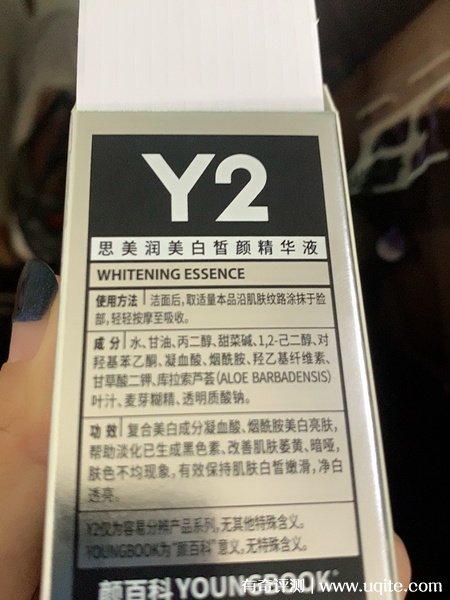 Y2
思美润美白皙颜精华液
WHITENING ESSENCE
使用方法 洁面后，取适量本品沿肌肤纹路涂抹于脸
部，轻轻按摩至吸收。
成分 水、甘油、丙二醇、甜菜碱、1,2-己二醇、对
羟基苯乙酮、凝血酸、烟酰胺、羟乙基纤维素、
甘草酸二钾、库拉索芦荟(ALOE BARBADENSIS)
叶汁、麦芽糊精、透明质酸钠。
功效 复合美白成分凝血酸、烟酰胺美白亮肤，
帮助淡化已生成黑色素，改善肌肤萎黄、暗哑，
肤色不均现象，有效保持肌肤白皙嫩滑，净白
透亮。
Y2仅为容易分辨产品系列，无其他特殊含义。
YOUNGBOOK为“颜百科”意义，无特殊含义。
颜百科 YOUNGBOOK®
有奇评测 | www.uqite.com